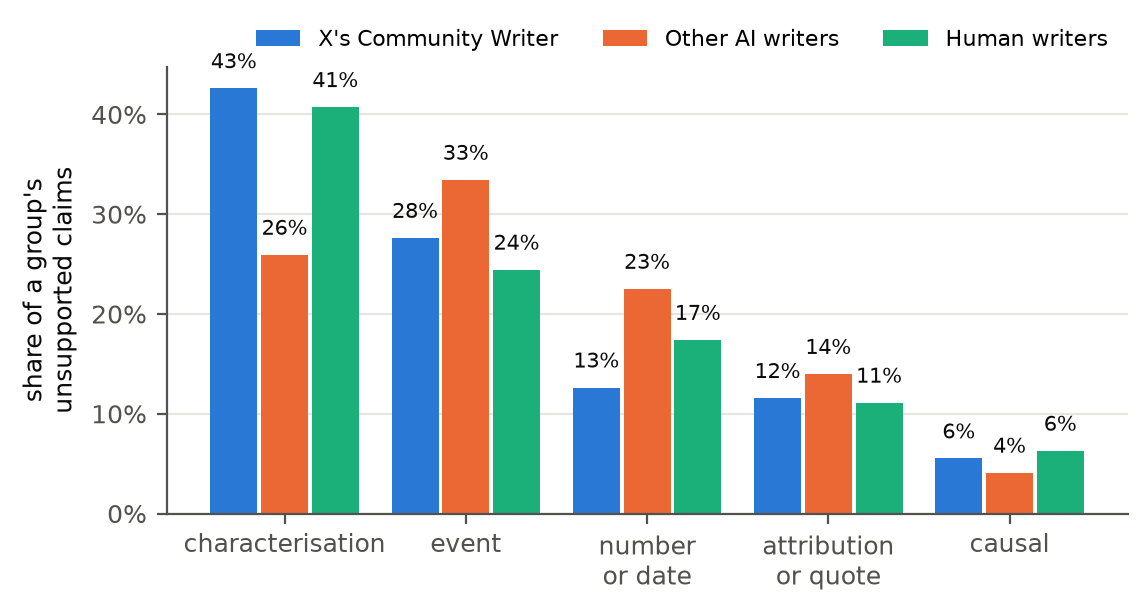 X's Community Writer Other AI writers Human writers
share of a group's
unsupported claims
40%
30%
20%
10%
0%
43% 26% 41%
28% 33% 24%
13% 23% 17%
12% 14% 11%
6% 4% 6%
characterisation
event
number
or date
attribution
or quote
causal